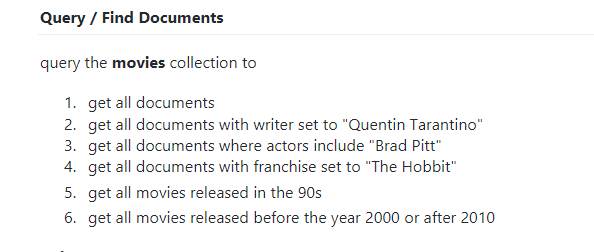 Query / Find Documents
query the movies collection to
1. get all documents
2. get all documents with writer set to "Quentin Tarantino"
3. get all documents where actors include "Brad Pitt"
4. get all documents with franchise set to "The Hobbit"
5. get all movies released in the 90s
6. get all movies released before the year 2000 or after 2010